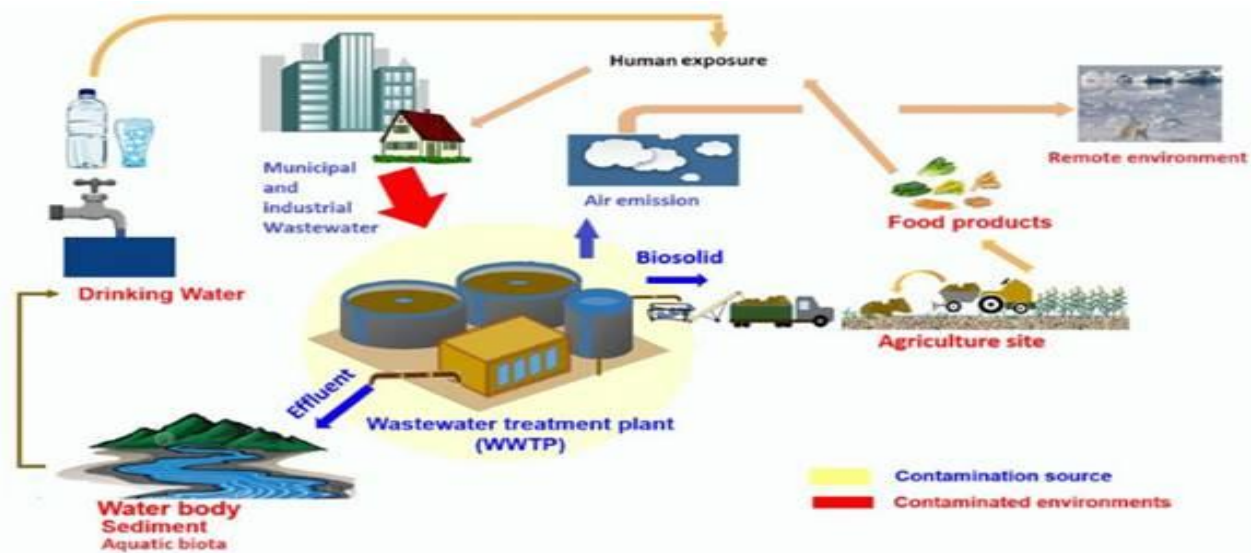 Human exposure
Municipal
and
industrial
Wastewater
Air emission
Remote environment
Food products
Biosolid
Drinking Water
Agriculture site
Effluent
Wastewater treatment plant
(WWTP)
Water body
Sediment
Aquatic biota
Contamination source
Contaminated environments